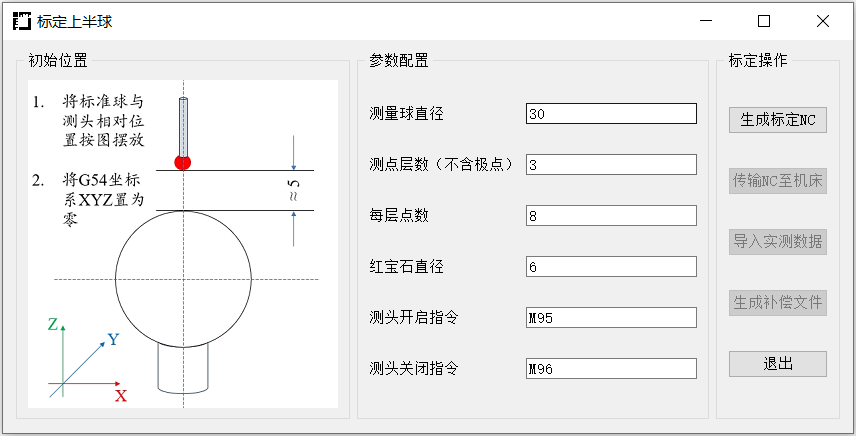 标定上半球
初始位置
1. 将标准球与
测头相对位
置按图摆放
2. 将G54坐标
系XYZ置为
零
≈5
Z
Y
X
参数配置
测量球直径 30
测点层数（不含极点） 3
每层点数 8
红宝石直径 6
测头开启指令 M95
测头关闭指令 M96
标定操作
生成标定NC
传输NC至机床
导入实测数据
生成补偿文件
退出